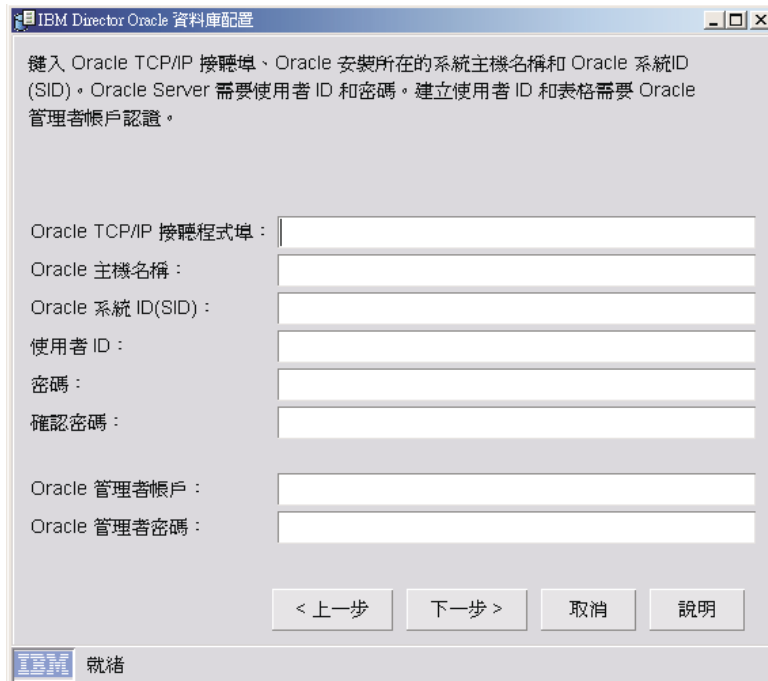 IBM Director Oracle 資料庫配置
鍵入 Oracle TCP/IP 接聽埠、Oracle 安裝所在的系統主機名稱和 Oracle 系統ID
(SID)。Oracle Server 需要使用者 ID 和密碼。建立使用者 ID 和表格需要 Oracle
管理者帳戶認證。
Oracle TCP/IP 接聽程式埠：
Oracle 主機名稱：
Oracle 系統 ID(SID)：
使用者 ID：
密碼：
確認密碼：
Oracle 管理者帳戶：
Oracle 管理者密碼：
< 上一步 下一步 > 取消 說明
IBM 就緒